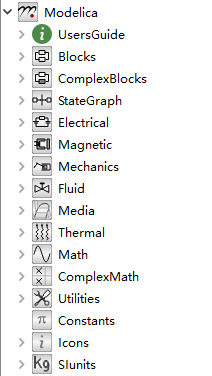 Modelica
UsersGuide
Blocks
ComplexBlocks
StateGraph
Electrical
Magnetic
Mechanics
Fluid
Media
Thermal
Math
ComplexMath
Utilities
Constants
Icons
SIunits